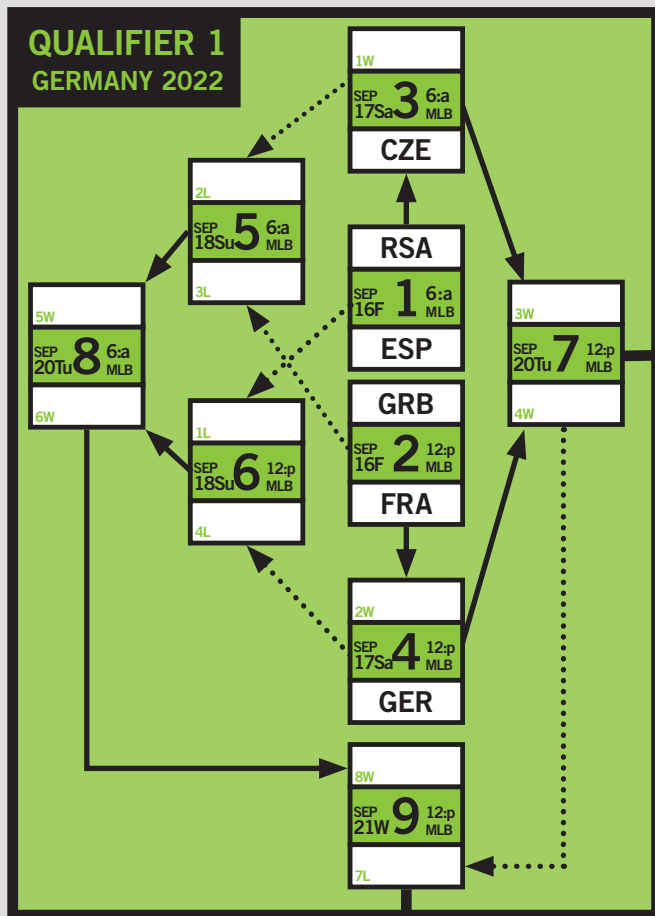 QUALIFIER 1
GERMANY 2022
1W
SEP 17Sa 3 6:a MLB
CZE
2L
SEP 18Su 5 6:a MLB
3L
RSA
SEP 16F 1 6:a MLB
ESP
5W
SEP 20Tu 8 6:a MLB
6W
3W
SEP 20Tu 7 12:p MLB
4W
GRB
SEP 16F 2 12:p MLB
FRA
1L
SEP 18Su 6 12:p MLB
4L
2W
SEP 17Sa 4 12:p MLB
GER
8W
SEP 21W 9 12:p MLB
7L